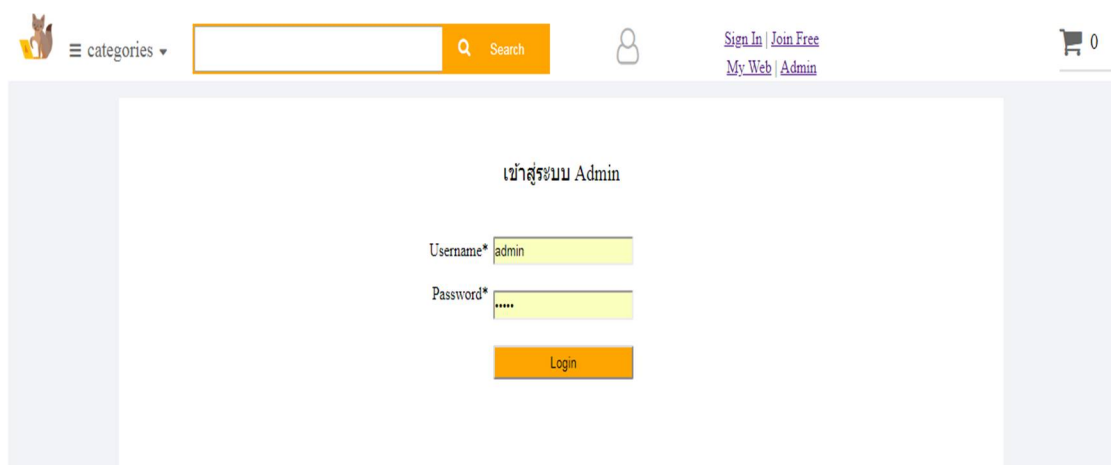 categories
Search
Sign In | Join Free
My Web | Admin
0
เข้าสู่ระบบ Admin
Username* admin
Password* •••••
Login